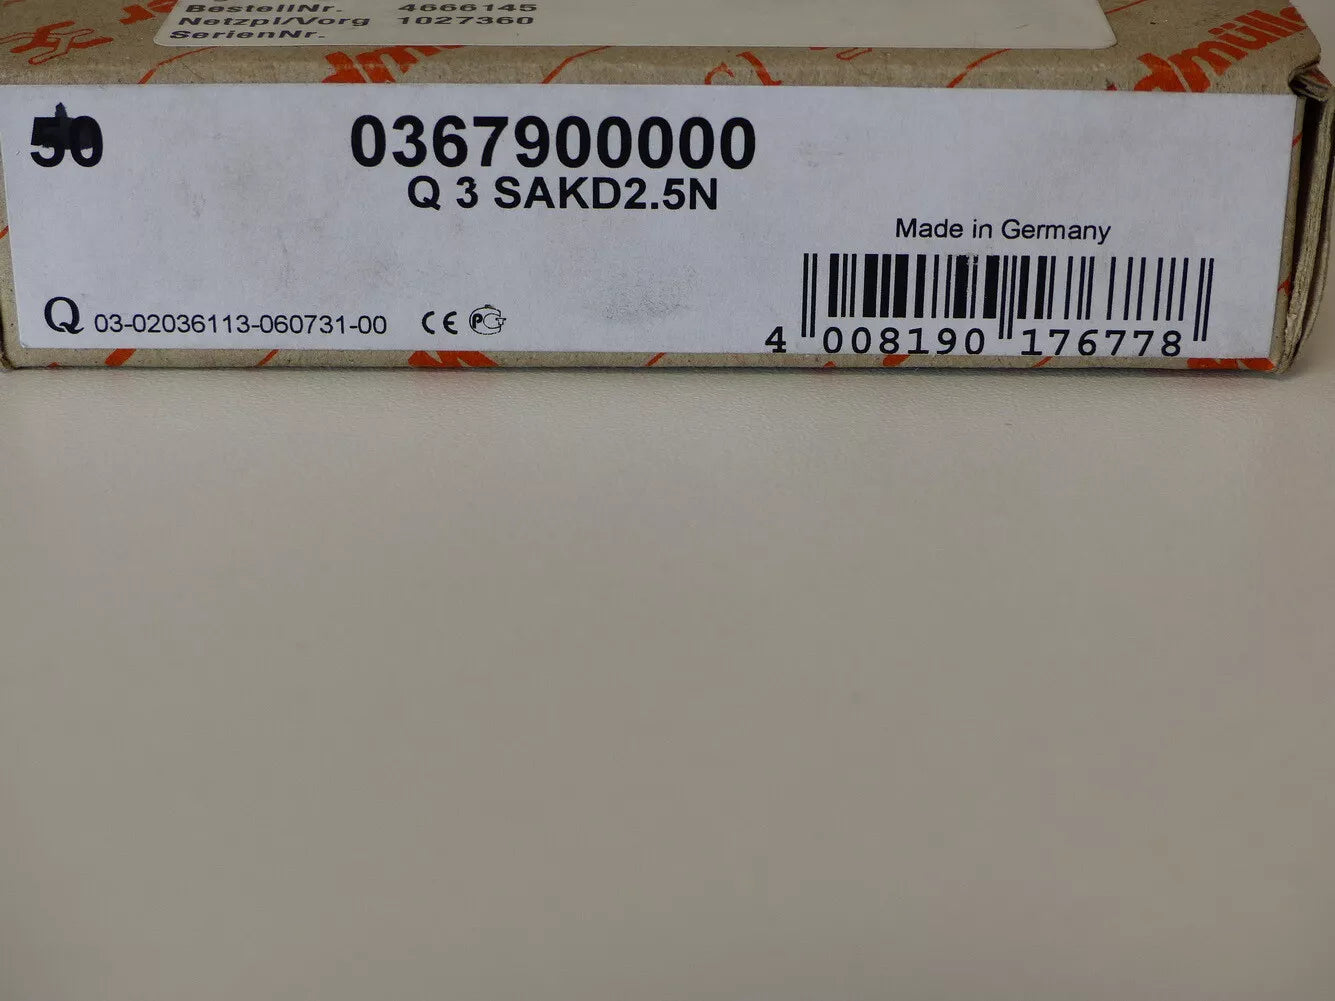 BestellNr. 4666145
Netzpl/Vorg 1027360
SerienNr.
50 0367900000
Q 3 SAKD2.5N
Made in Germany
Q 03-02036113-060731-00 CE
4 008190 176778